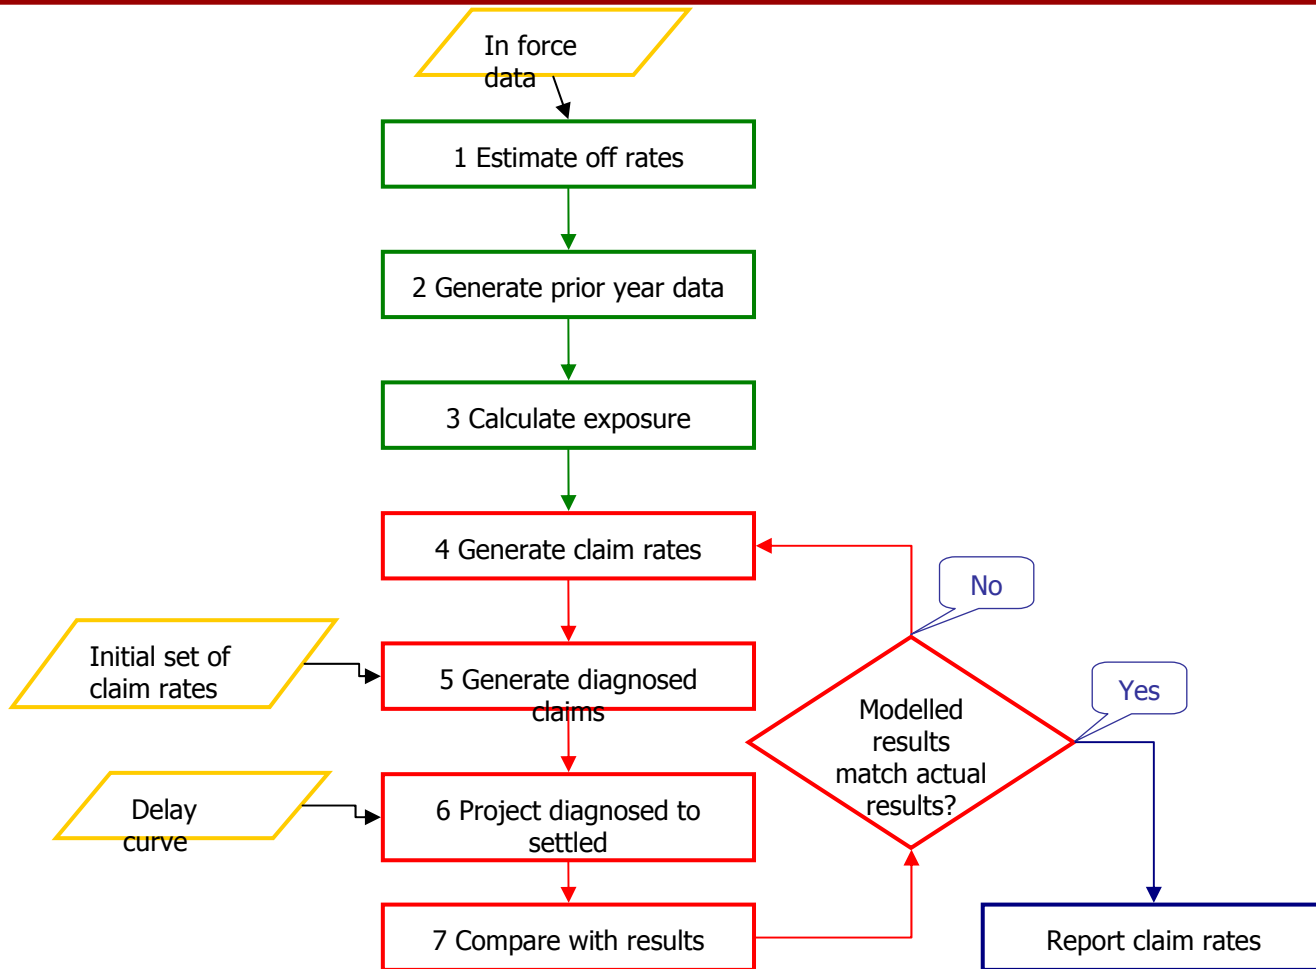 In force
data
1 Estimate off rates
2 Generate prior year data
3 Calculate exposure
4 Generate claim rates
No
Initial set of
claim rates
5 Generate diagnosed
claims
Yes
Modelled
results
match actual
results?
Delay
curve
6 Project diagnosed to
settled
7 Compare with results
Report claim rates